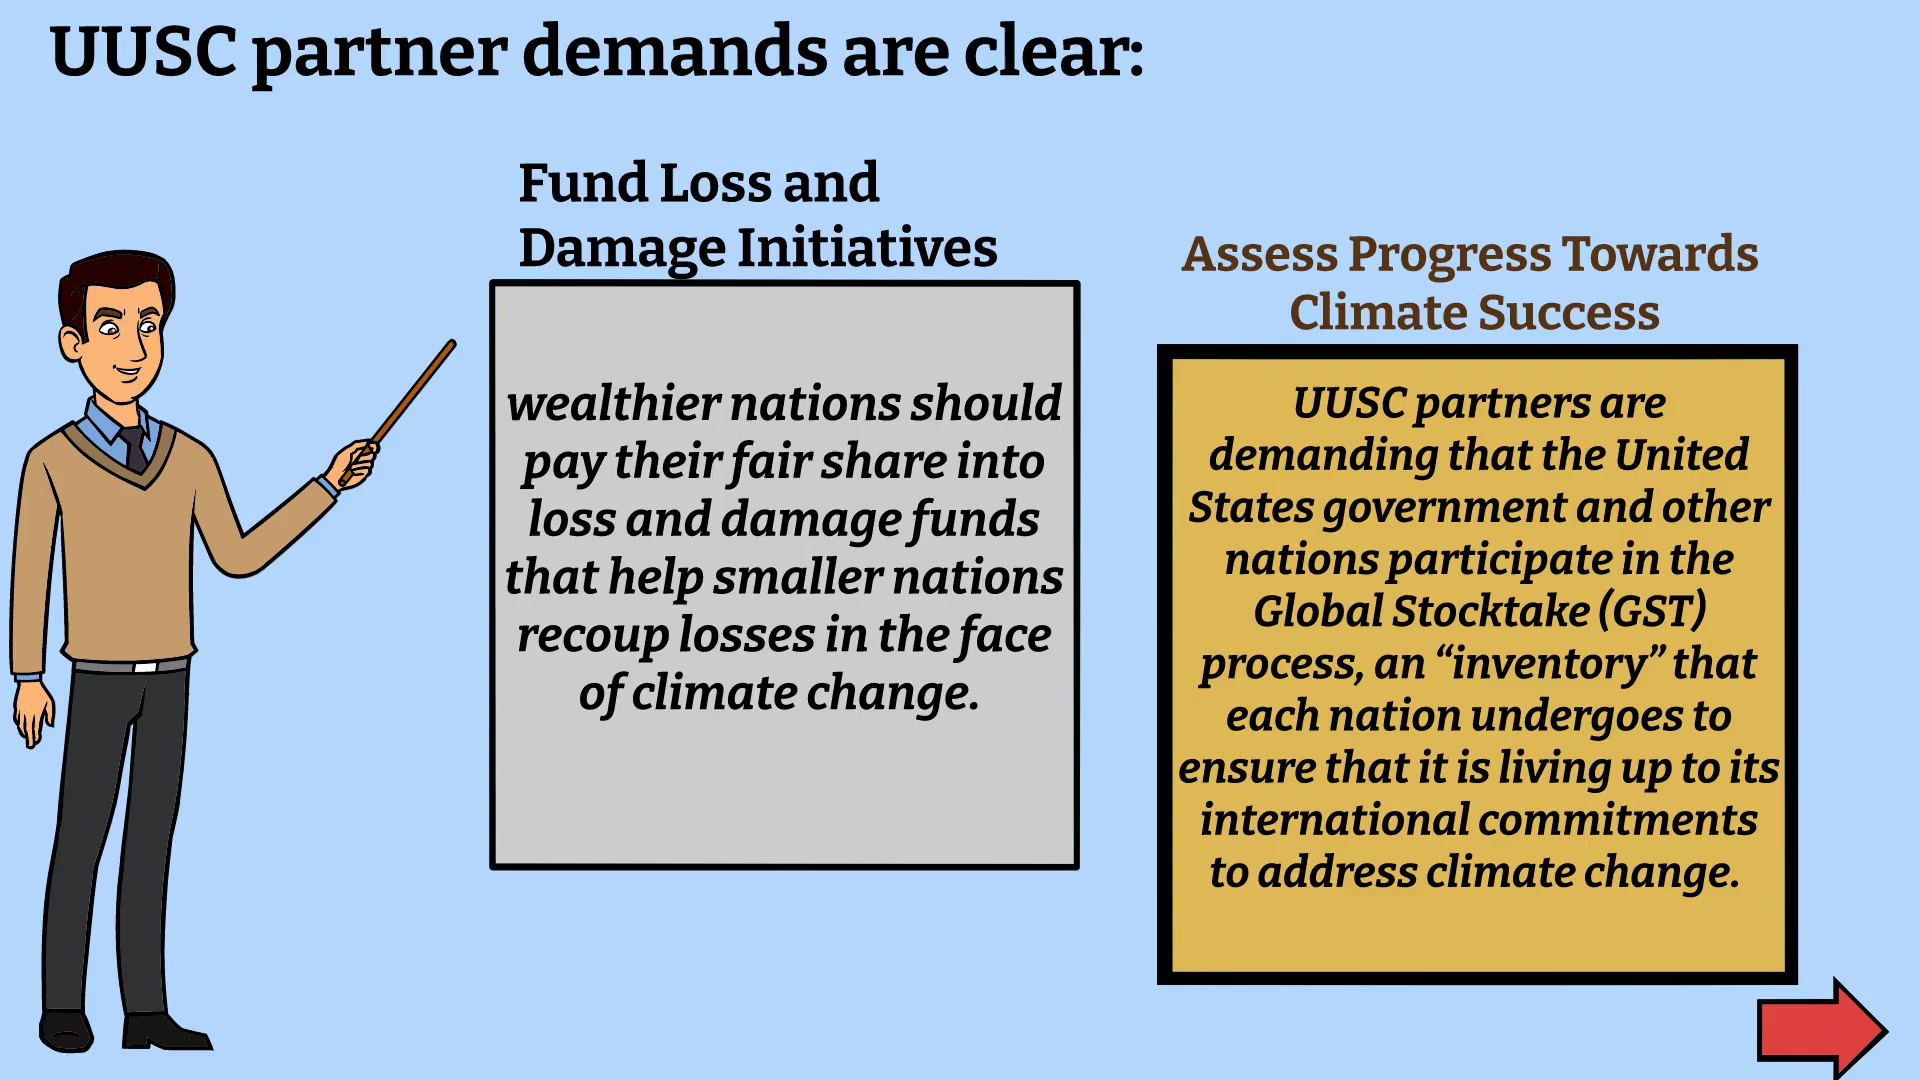 UUSC partner demands are clear:
Fund Loss and
Damage Initiatives
wealthier nations should
pay their fair share into
loss and damage funds
that help smaller nations
recoup losses in the face
of climate change.
Assess Progress Towards
Climate Success
UUSC partners are
demanding that the United
States government and other
nations participate in the
Global Stocktake (GST)
process, an “inventory” that
each nation undergoes to
ensure that it is living up to its
international commitments
to address climate change.